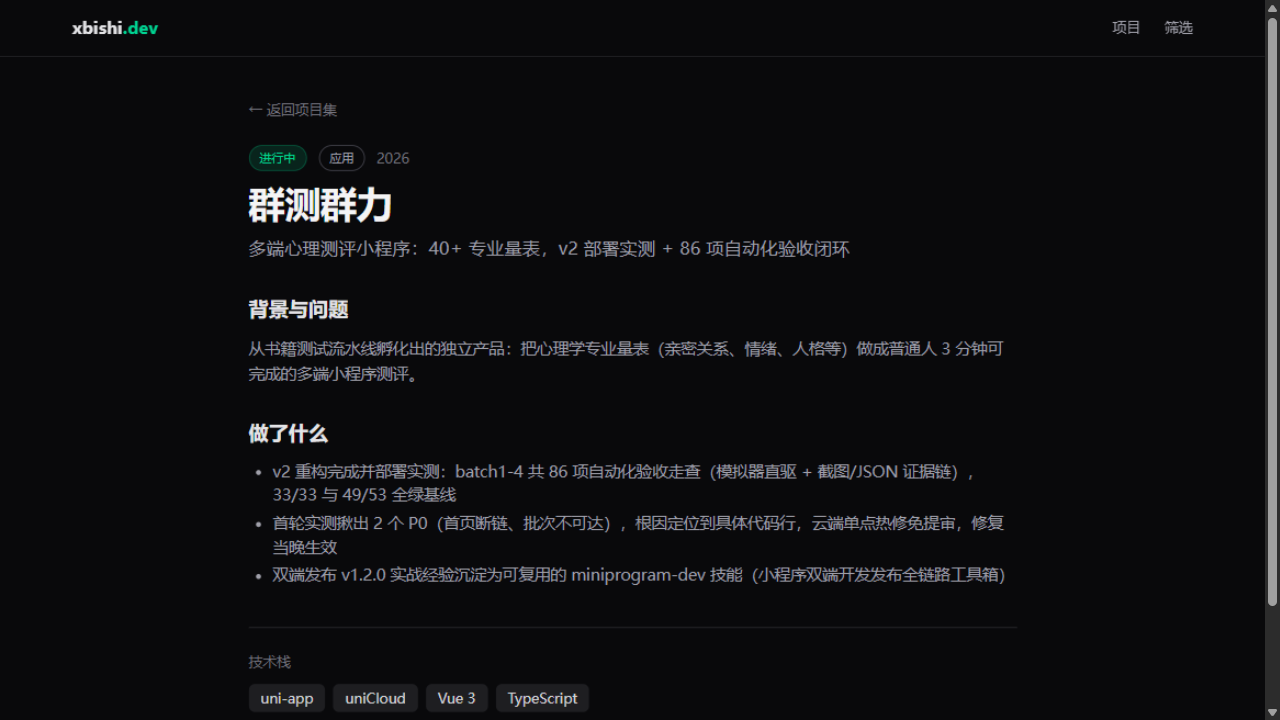 xbishi.dev
项目
筛选
← 返回项目集
进行中
应用
2026
群测群力
多端心理测评小程序：40+ 专业量表，v2 部署实测 + 86 项自动化验收闭环
背景与问题
从书籍测试流水线孵化出的独立产品：把心理学专业量表（亲密关系、情绪、人格等）做成普通人 3 分钟可
完成的多端小程序测评。
做了什么
• v2 重构完成并部署实测：batch1-4 共 86 项自动化验收走查（模拟器直驱 + 截图/JSON 证据链），
33/33 与 49/53 全绿基线
• 首轮实测揪出 2 个 P0（首页断链、批次不可达），根因定位到具体代码行，云端单点热修免提审，修复
当晚生效
• 双端发布 v1.2.0 实战经验沉淀为可复用的 miniprogram-dev 技能（小程序双端开发发布全链路工具箱）
技术栈
uni-app
uniCloud
Vue 3
TypeScript